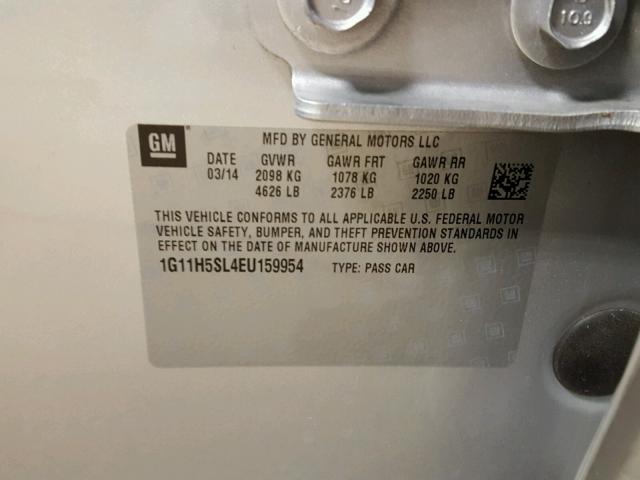 10.9
GM
MFD BY GENERAL MOTORS LLC
DATE GVWR GAWR FRT GAWR RR
03/14 2098 KG 1078 KG 1020 KG
4626 LB 2376 LB 2250 LB
THIS VEHICLE CONFORMS TO ALL APPLICABLE U.S. FEDERAL MOTOR
VEHICLE SAFETY, BUMPER, AND THEFT PREVENTION STANDARDS IN
EFFECT ON THE DATE OF MANUFACTURE SHOWN ABOVE.
1G11H5SL4EU159954 TYPE: PASS CAR